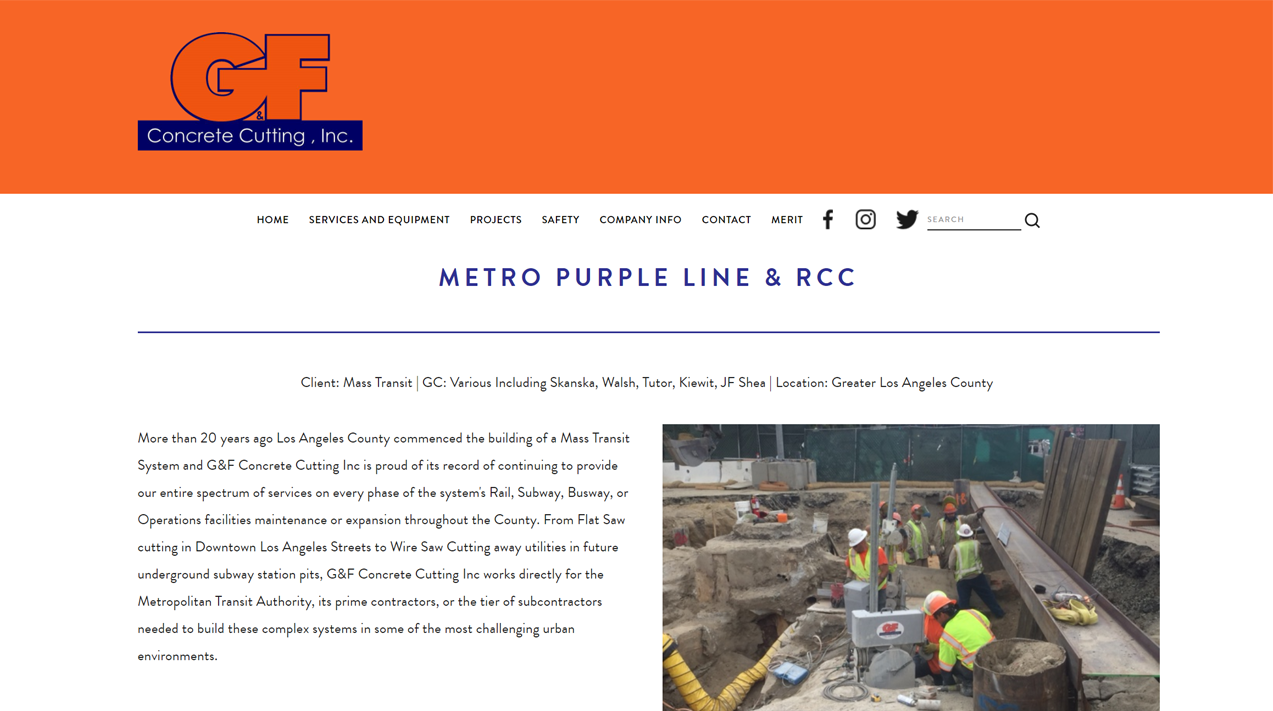 G&F
Concrete Cutting , Inc.
HOME SERVICES AND EQUIPMENT PROJECTS SAFETY COMPANY INFO CONTACT MERIT SEARCH
METRO PURPLE LINE & RCC
Client: Mass Transit | GC: Various Including Skanska, Walsh, Tutor, Kiewit, JF Shea | Location: Greater Los Angeles County
More than 20 years ago Los Angeles County commenced the building of a Mass Transit
System and G&F Concrete Cutting Inc is proud of its record of continuing to provide
our entire spectrum of services on every phase of the system's Rail, Subway, Busway, or
Operations facilities maintenance or expansion throughout the County. From Flat Saw
cutting in Downtown Los Angeles Streets to Wire Saw Cutting away utilities in future
underground subway station pits, G&F Concrete Cutting Inc works directly for the
Metropolitan Transit Authority, its prime contractors, or the tier of subcontractors
needed to build these complex systems in some of the most challenging urban
environments.
G&F